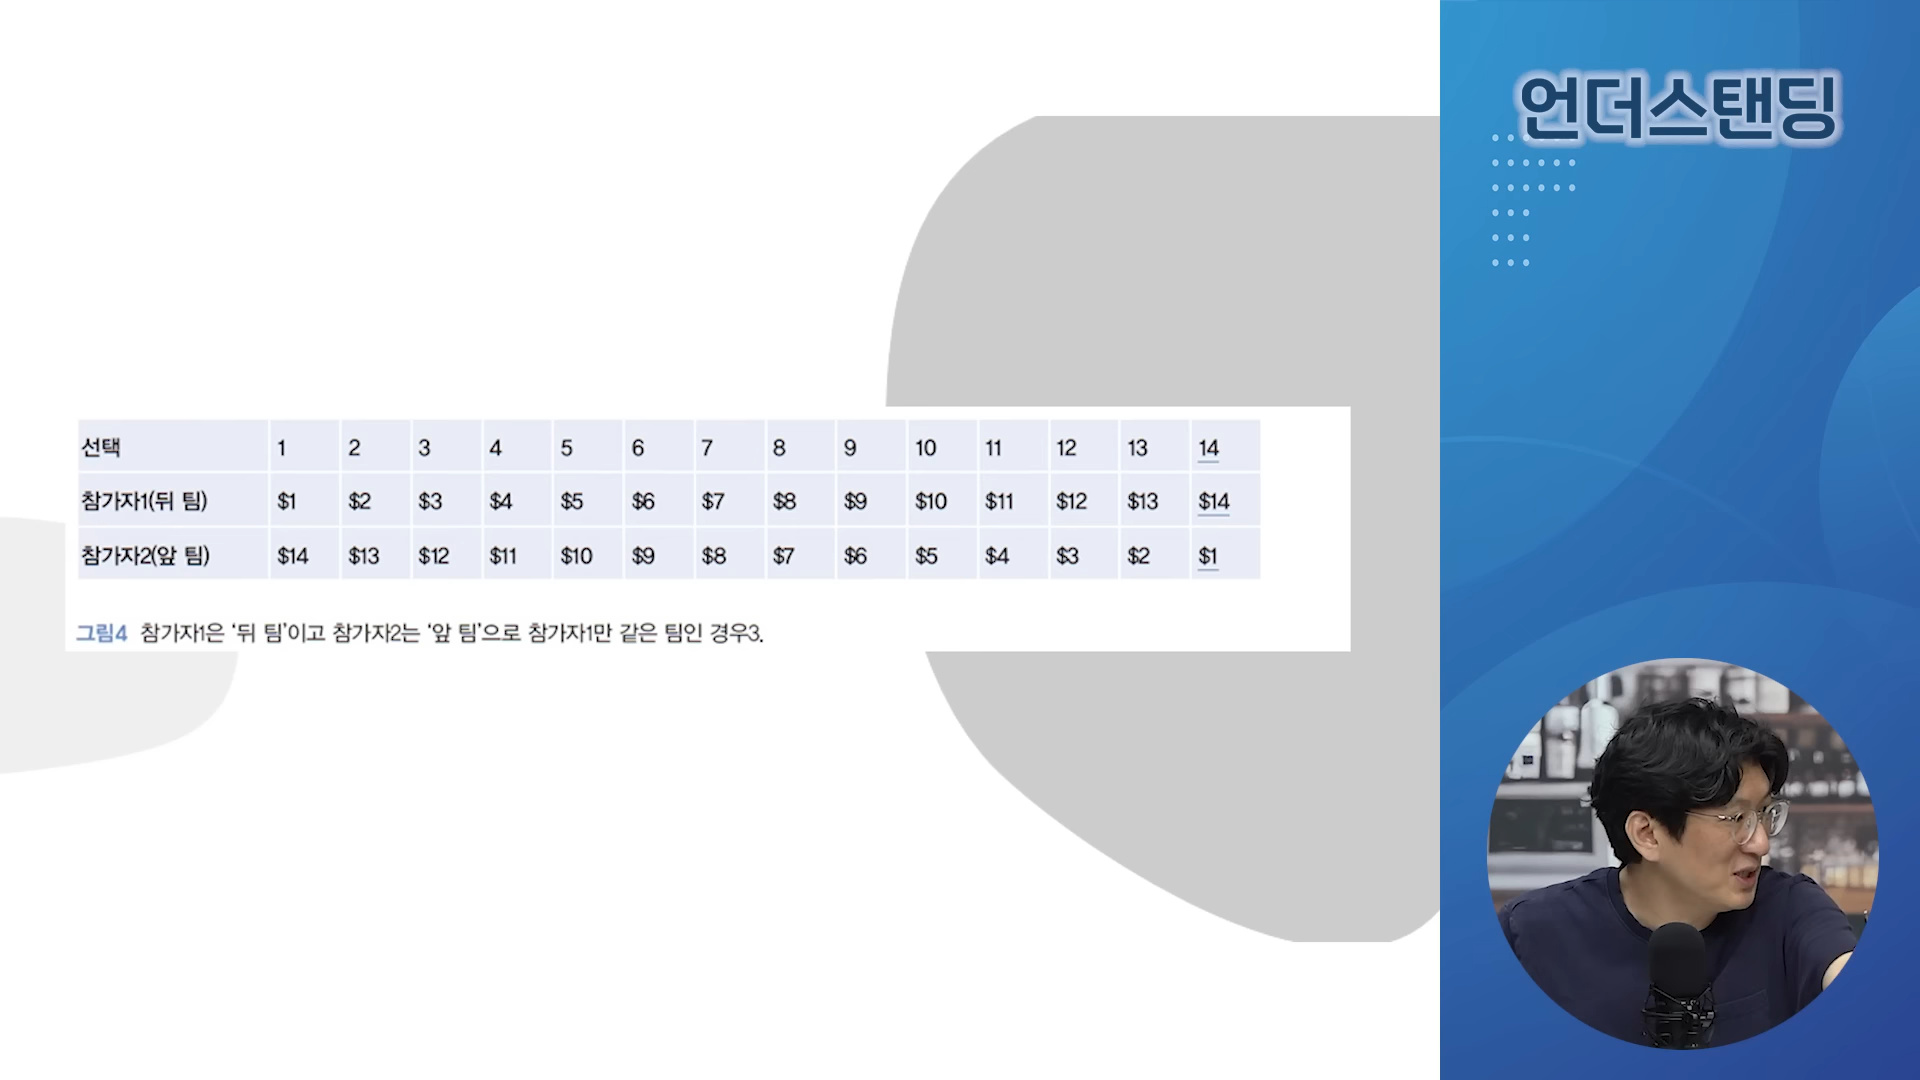 언더스탠딩
선택 1 2 3 4 5 6 7 8 9 10 11 12 13 14
참가자1(뒤 팀) $1 $2 $3 $4 $5 $6 $7 $8 $9 $10 $11 $12 $13 $14
참가자2(앞 팀) $14 $13 $12 $11 $10 $9 $8 $7 $6 $5 $4 $3 $2 $1
그림4 참가자1은 ‘뒤 팀’이고 참가자2는 ‘앞 팀’으로 참가자1만 같은 팀인 경우3.